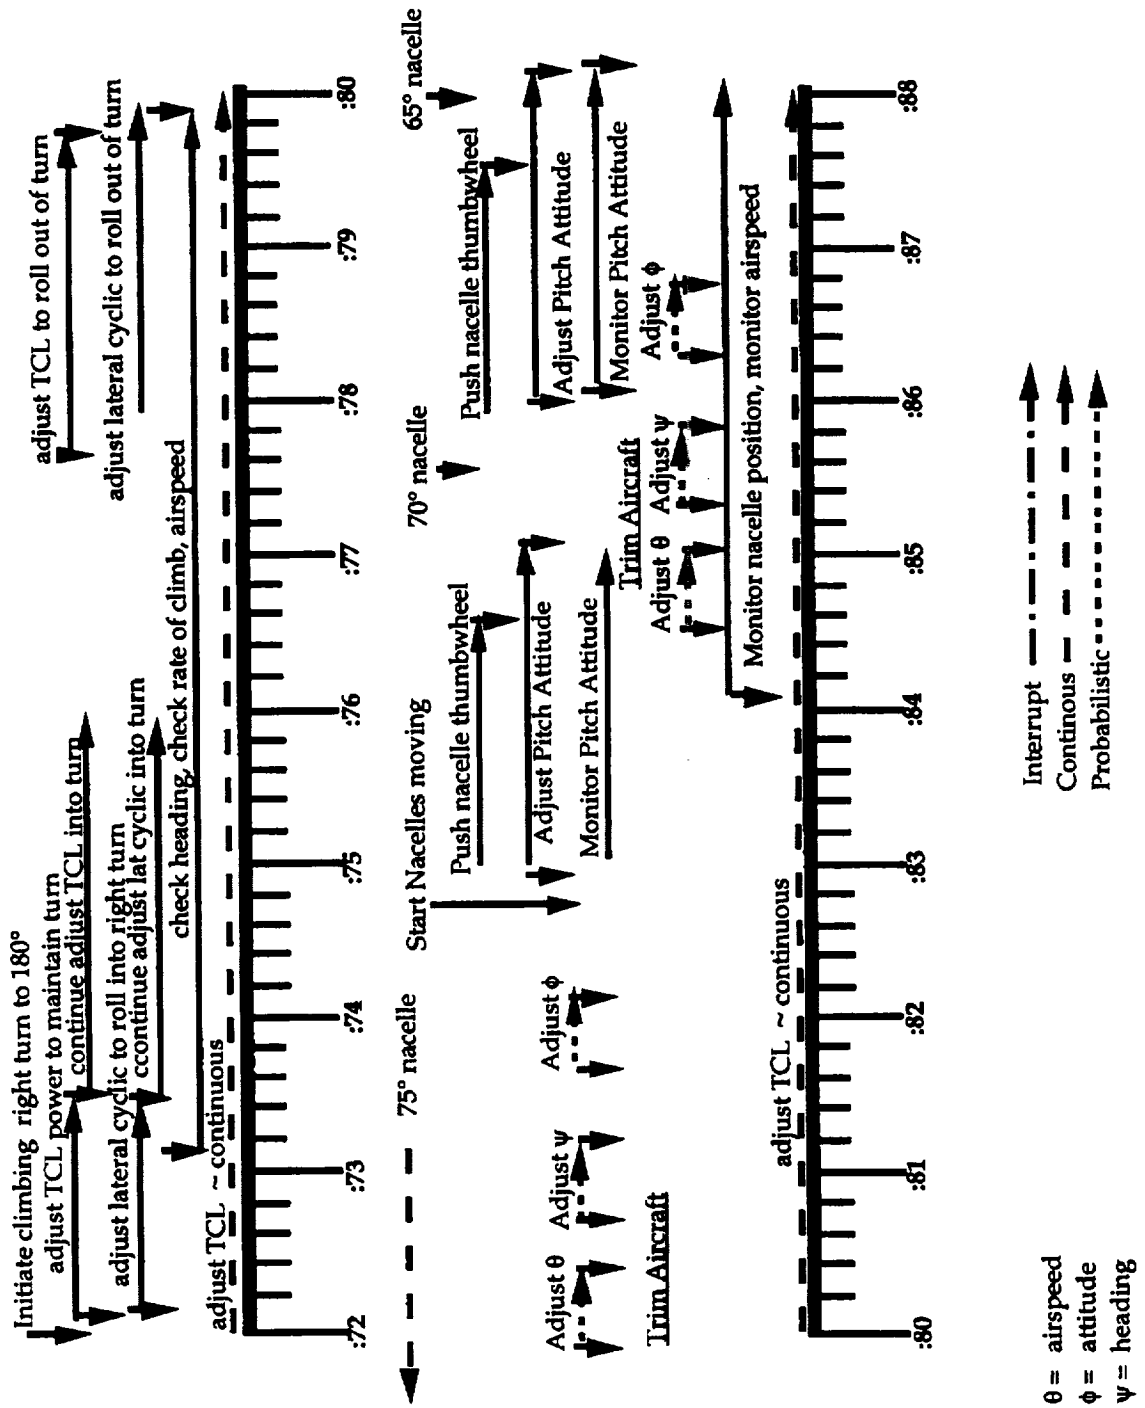 Initiate climbing right turn to 180°
adjust TCL power to maintain turn
continue adjust TCL into turn
adjust lateral cyclic to roll into right turn
ccontinue adjust lat cyclic into turn
check heading, check rate of climb, airspeed
adjust TCL to roll out of turn
adjust lateral cyclic to roll out of turn
adjust TCL ~ continuous
:72
:73
:74
:75
:76
:77
:78
:79
:80
75° nacelle
Start Nacelles moving
70° nacelle
65° nacelle
Push nacelle thumbwheel
Adjust Pitch Attitude
Monitor Pitch Attitude
Push nacelle thumbwheel
Adjust Pitch Attitude
Monitor Pitch Attitude
Adjust θ
Adjust ψ
Adjust ϕ
Trim Aircraft
Trim Aircraft
Adjust θ
Adjust ψ
Adjust ϕ
Monitor nacelle position, monitor airspeed
adjust TCL ~ continuous
:80
:81
:82
:83
:84
:85
:86
:87
:88
θ = airspeed
ϕ = attitude
ψ = heading
Interrupt
Continous
Probabilistic